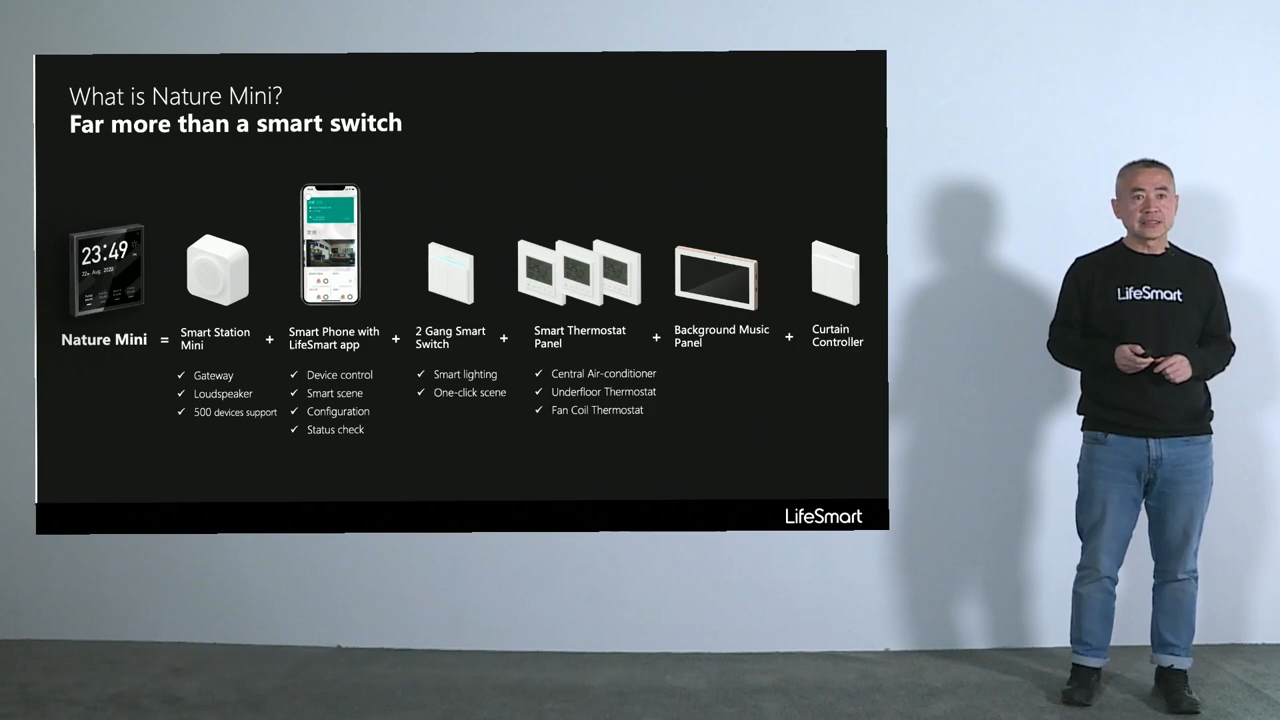 What is Nature Mini?
Far more than a smart switch
23:49
22nd Aug. 2020
Nature Mini
=
Smart Station
Mini
+
Smart Phone with
LifeSmart app
+
2 Gang Smart
Switch
+
Smart Thermostat
Panel
+
Background Music
Panel
+
Curtain
Controller
✓ Gateway
✓ Loudspeaker
✓ 500 devices support
✓ Device control
✓ Smart scene
✓ Configuration
✓ Status check
✓ Smart lighting
✓ One-click scene
✓ Central Air-conditioner
✓ Underfloor Thermostat
✓ Fan Coil Thermostat
LifeSmart
LifeSmart